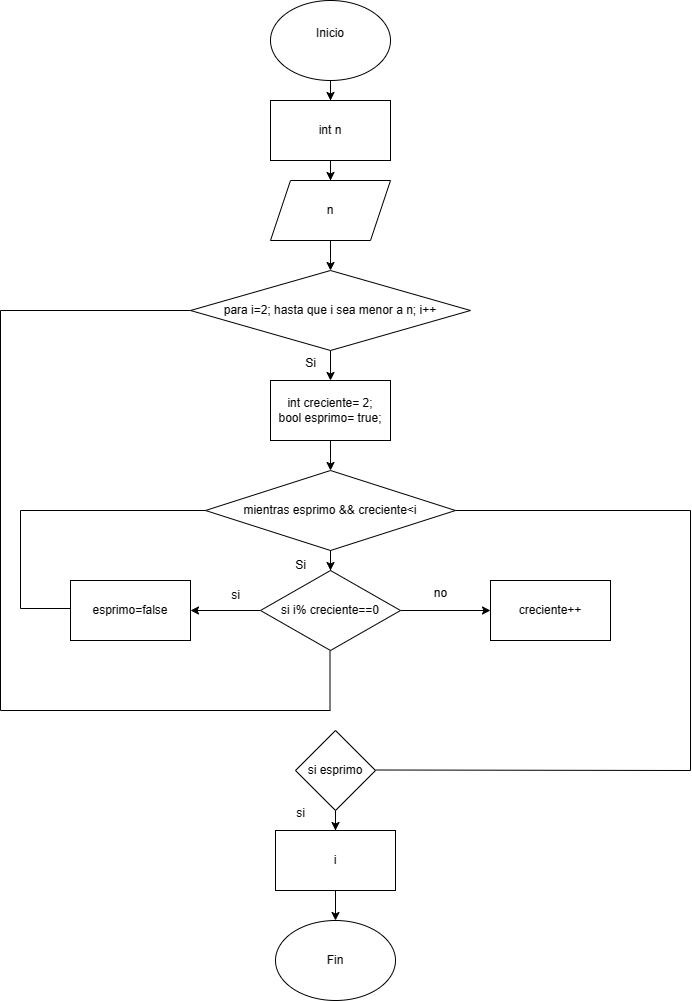 Inicio
int n
n
para i=2; hasta que i sea menor a n; i++
Si
int creciente= 2;
bool esprimo= true;
mientras esprimo && creciente<i
Si
esprimo=false
si
si i% creciente==0
no
creciente++
si esprimo
si
i
Fin